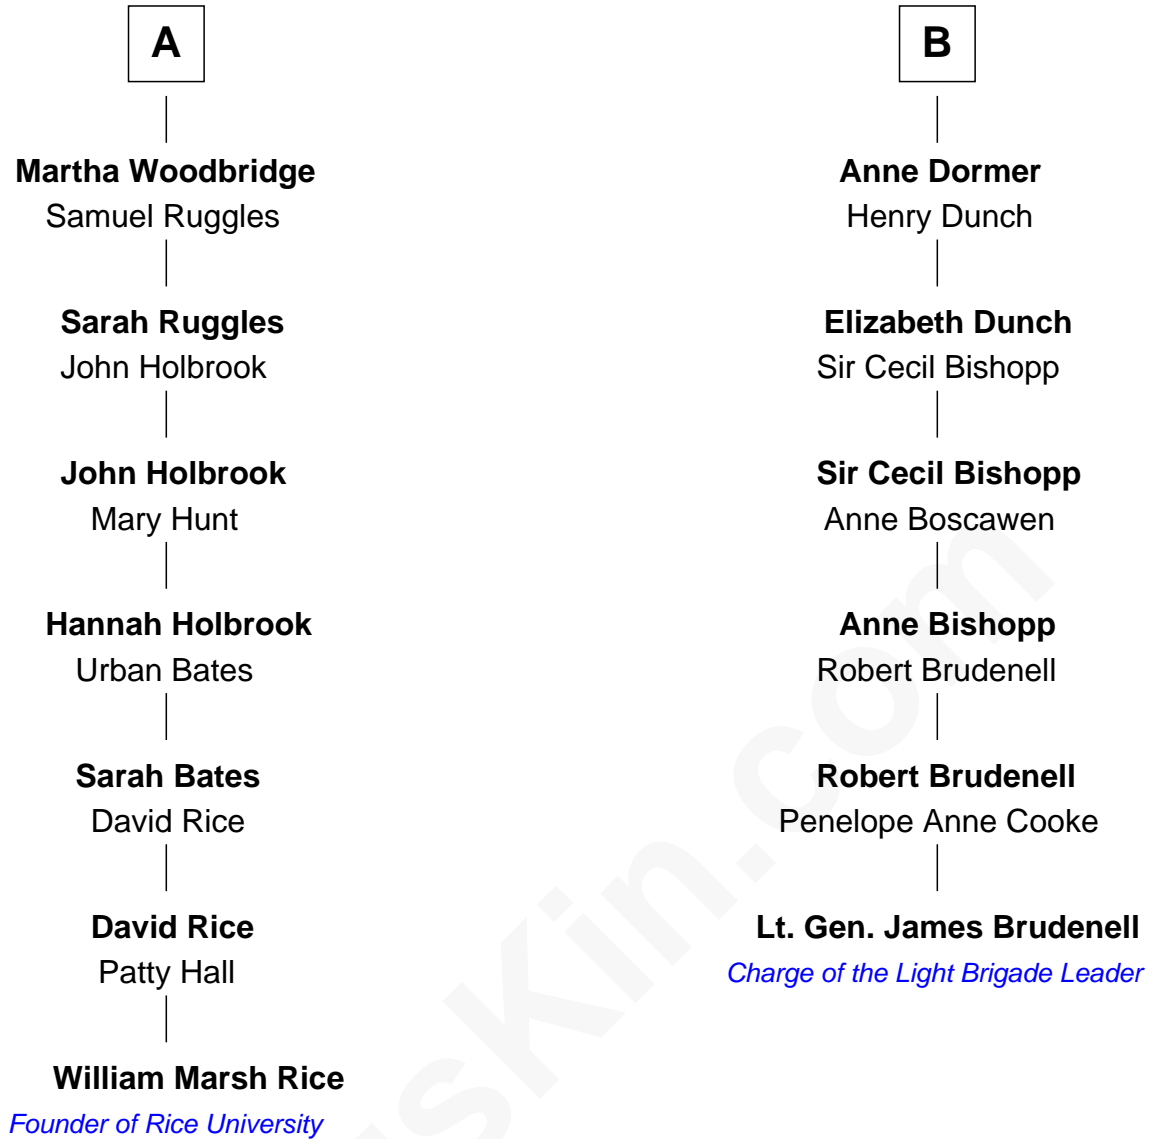 A
Martha Woodbridge
Samuel Ruggles
Sarah Ruggles
John Holbrook
John Holbrook
Mary Hunt
Hannah Holbrook
Urban Bates
Sarah Bates
David Rice
David Rice
Patty Hall
William Marsh Rice
Founder of Rice University
B
Anne Dormer
Henry Dunch
Elizabeth Dunch
Sir Cecil Bishopp
Sir Cecil Bishopp
Anne Boscawen
Anne Bishopp
Robert Brudenell
Robert Brudenell
Penelope Anne Cooke
Lt. Gen. James Brudenell
Charge of the Light Brigade Leader
usKin.com